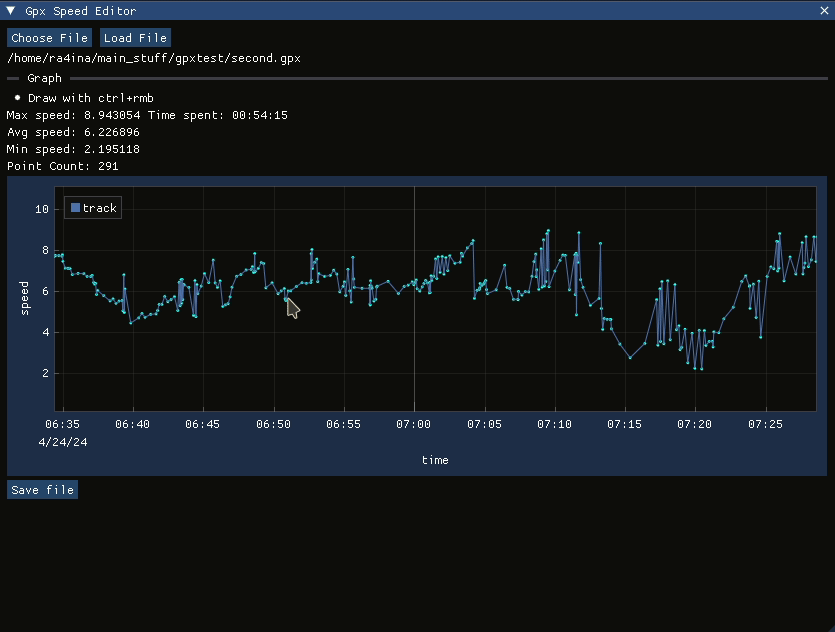 Gpx Speed Editor
Choose File Load File
/home/ra4ina/main_stuff/gpxtest/second.gpx
Graph
Draw with ctrl+rmb
Max speed: 8.943054 Time spent: 00:54:15
Avg speed: 6.226896
Min speed: 2.195118
Point Count: 291
track
10
8
6
4
2
speed
06:35 06:40 06:45 06:50 06:55 07:00 07:05 07:10 07:15 07:20 07:25
4/24/24
time
Save file